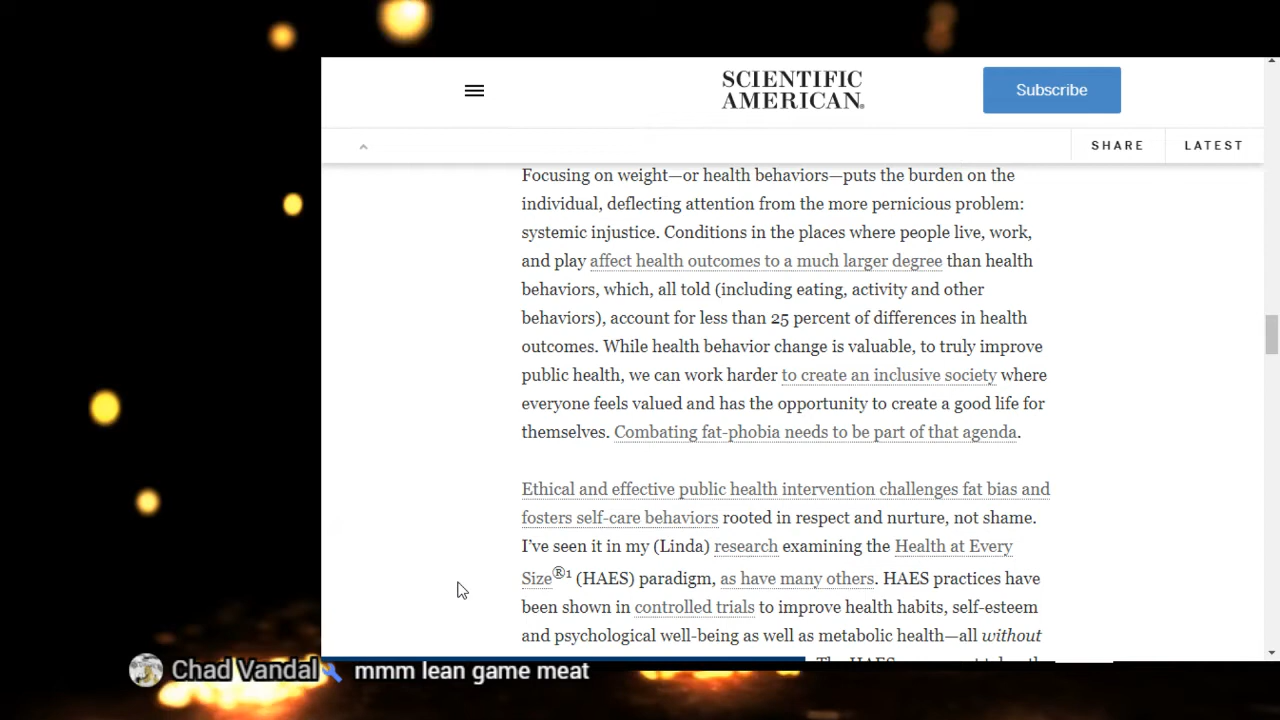 SCIENTIFIC
AMERICAN®
Subscribe
SHARE
LATEST
Focusing on weight—or health behaviors—puts the burden on the
individual, deflecting attention from the more pernicious problem:
systemic injustice. Conditions in the places where people live, work,
and play affect health outcomes to a much larger degree than health
behaviors, which, all told (including eating, activity and other
behaviors), account for less than 25 percent of differences in health
outcomes. While health behavior change is valuable, to truly improve
public health, we can work harder to create an inclusive society where
everyone feels valued and has the opportunity to create a good life for
themselves. Combating fat-phobia needs to be part of that agenda.
Ethical and effective public health intervention challenges fat bias and
fosters self-care behaviors rooted in respect and nurture, not shame.
I’ve seen it in my (Linda) research examining the Health at Every
Size®¹ (HAES) paradigm, as have many others. HAES practices have
been shown in controlled trials to improve health habits, self-esteem
and psychological well-being as well as metabolic health—all without
Chad Vandal mmm lean game meat